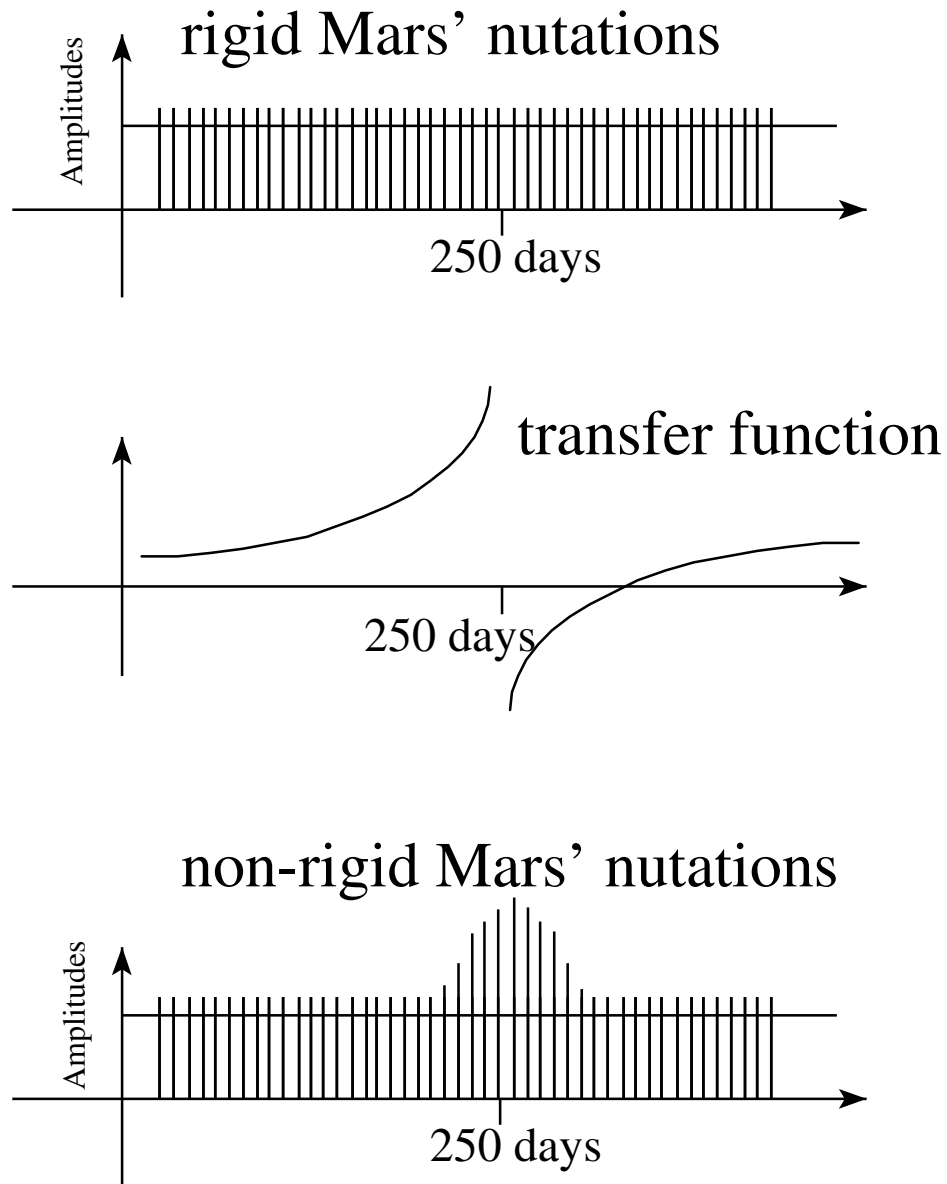 rigid Mars’ nutations
Amplitudes
250 days
transfer function
250 days
non-rigid Mars’ nutations
Amplitudes
250 days